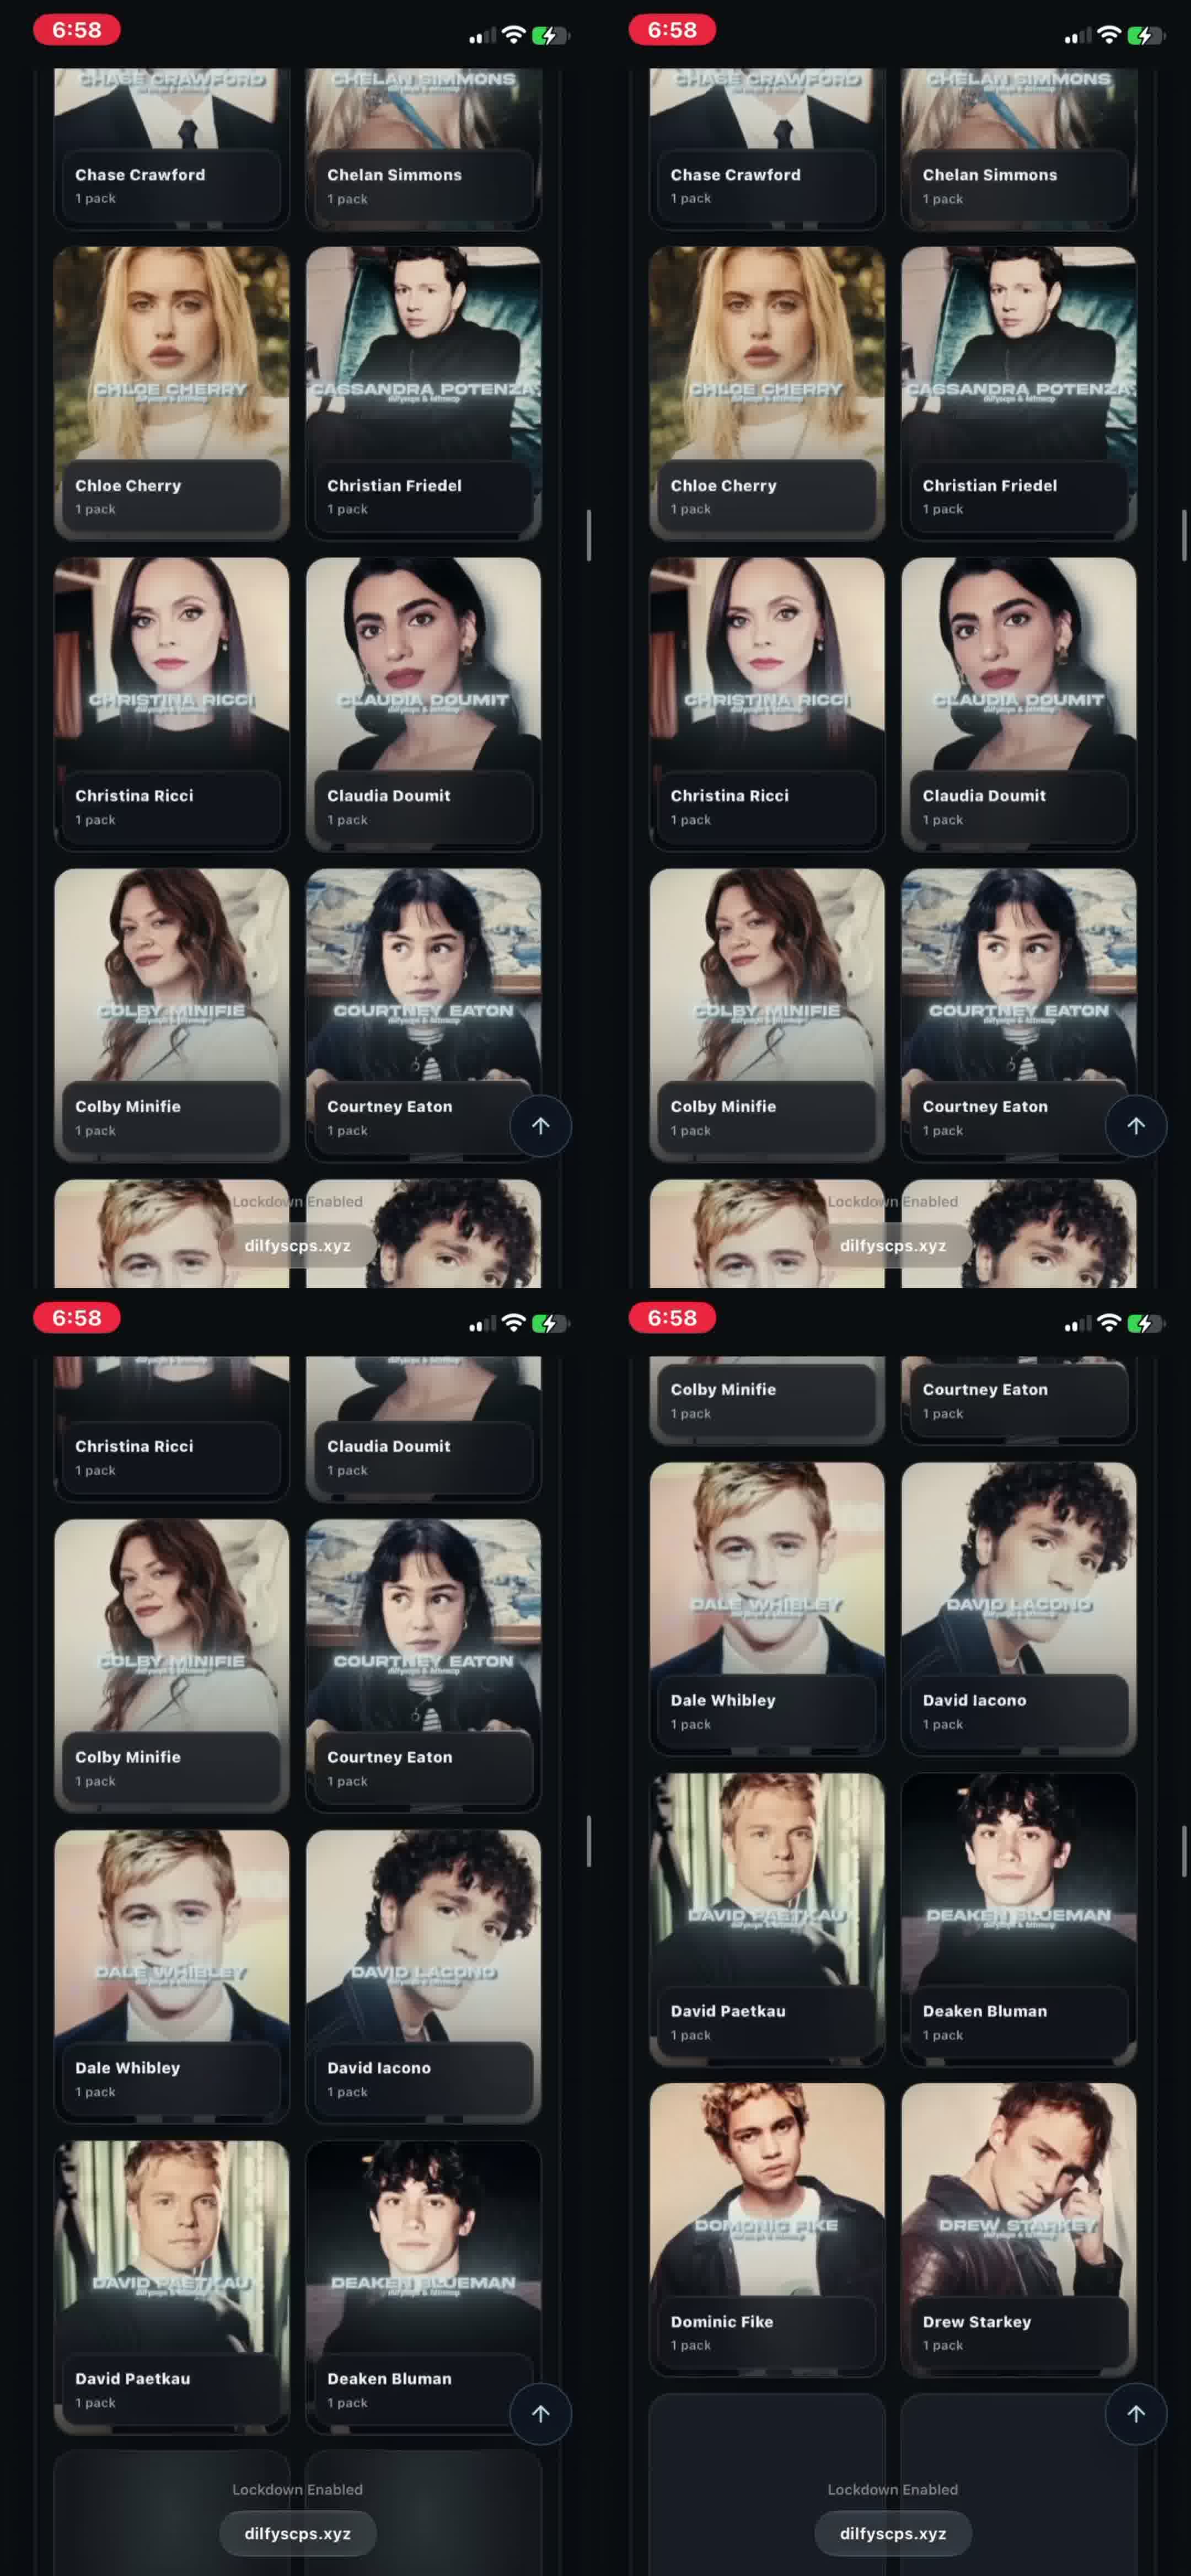 6:58
CHASE CRAWFORD
CHELAN SIMMONS
Chase Crawford
1 pack
Chelan Simmons
1 pack
CHLOE CHERRY
CASSANDRA POTENZA
Chloe Cherry
1 pack
Christian Friedel
1 pack
CHRISTINA RICCI
CLAUDIA DOUMIT
Christina Ricci
1 pack
Claudia Doumit
1 pack
COLBY MINIFIE
COURTNEY EATON
Colby Minifie
1 pack
Courtney Eaton
1 pack
Lockdown Enabled
dilfyscps.xyz
6:58
CHASE CRAWFORD
CHELAN SIMMONS
Chase Crawford
1 pack
Chelan Simmons
1 pack
CHLOE CHERRY
CASSANDRA POTENZA
Chloe Cherry
1 pack
Christian Friedel
1 pack
CHRISTINA RICCI
CLAUDIA DOUMIT
Christina Ricci
1 pack
Claudia Doumit
1 pack
COLBY MINIFIE
COURTNEY EATON
Colby Minifie
1 pack
Courtney Eaton
1 pack
Lockdown Enabled
dilfyscps.xyz
6:58
Christina Ricci
1 pack
Claudia Doumit
1 pack
COLBY MINIFIE
COURTNEY EATON
Colby Minifie
1 pack
Courtney Eaton
1 pack
DALE WHIBLEY
DAVID LACONO
Dale Whibley
1 pack
David Iacono
1 pack
DAVID PAETKAU
DEAKEN BLUEMAN
David Paetkau
1 pack
Deaken Bluman
1 pack
Lockdown Enabled
dilfyscps.xyz
6:58
Colby Minifie
1 pack
Courtney Eaton
1 pack
DALE WHIBLEY
DAVID LACONO
Dale Whibley
1 pack
David Iacono
1 pack
DAVID PAETKAU
DEAKEN BLUEMAN
David Paetkau
1 pack
Deaken Bluman
1 pack
DOMONIC FIKE
DREW STARKEY
Dominic Fike
1 pack
Drew Starkey
1 pack
Lockdown Enabled
dilfyscps.xyz